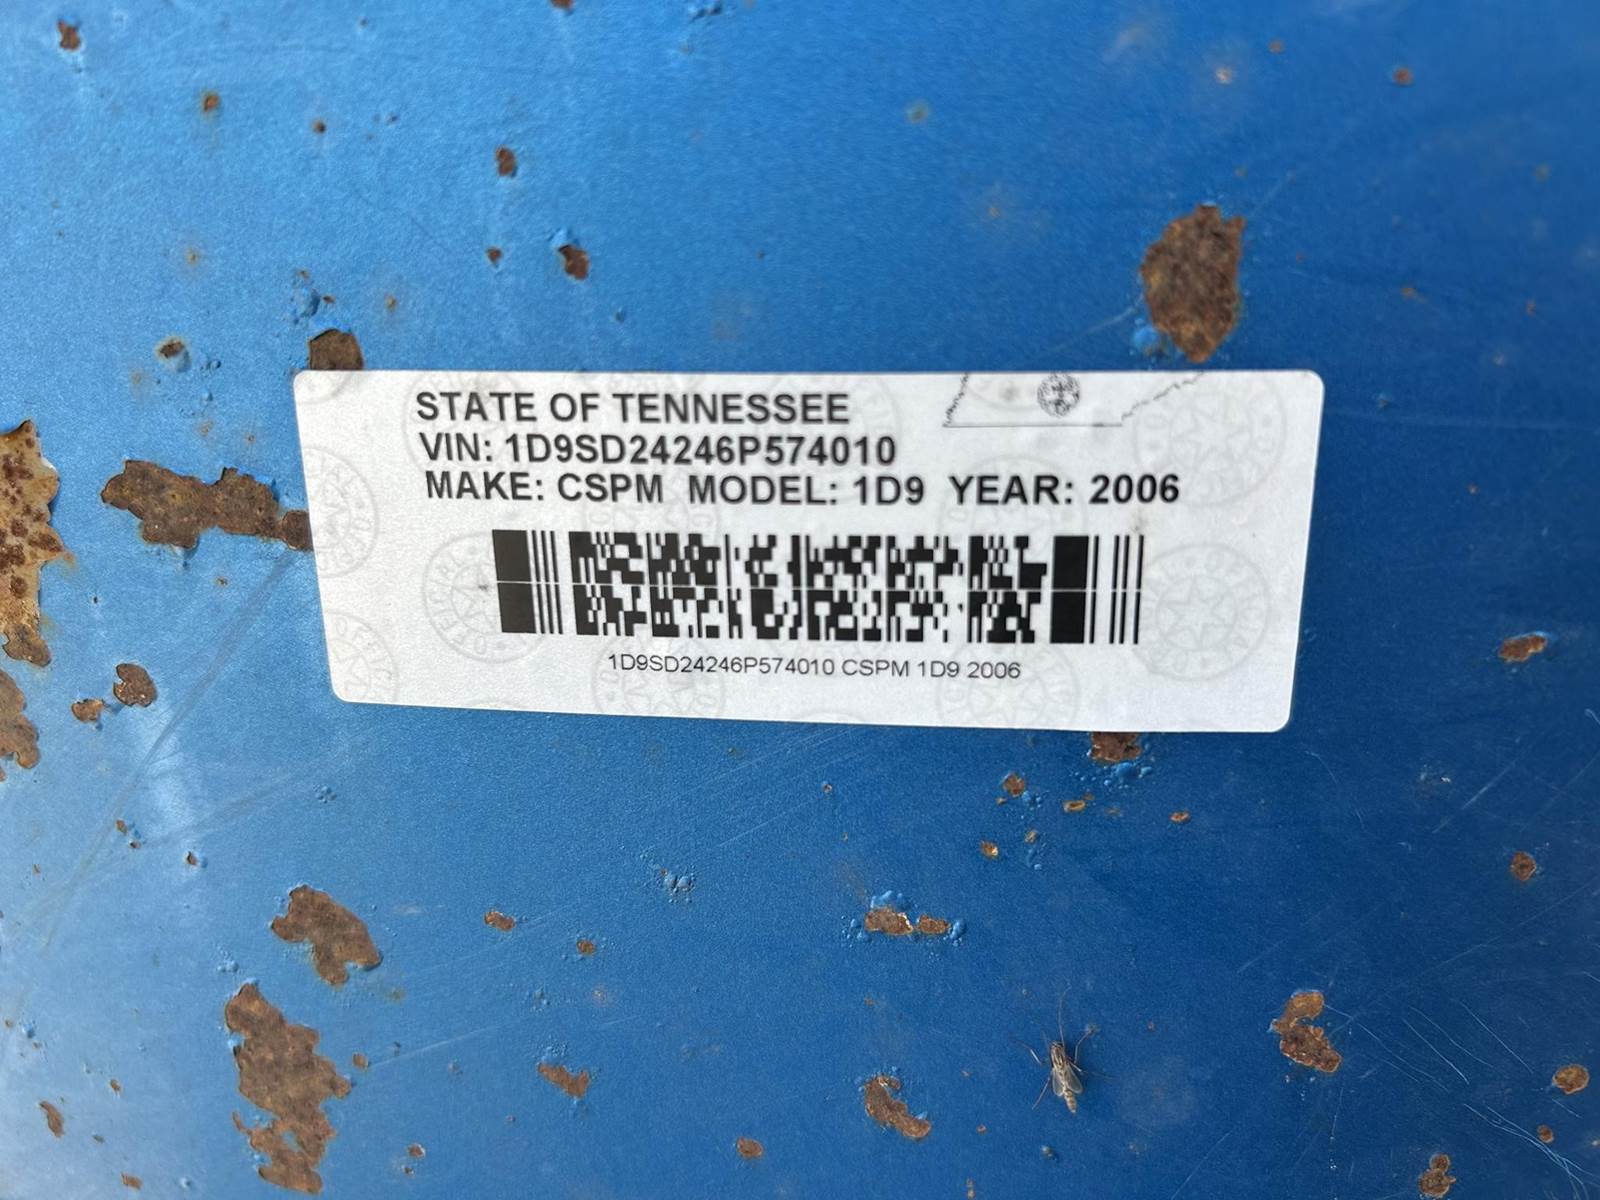 STATE OF TENNESSEE
VIN: 1D9SD24246P574010
MAKE: CSPM MODEL: 1D9 YEAR: 2006
1D9SD24246P574010 CSPM 1D9 2006